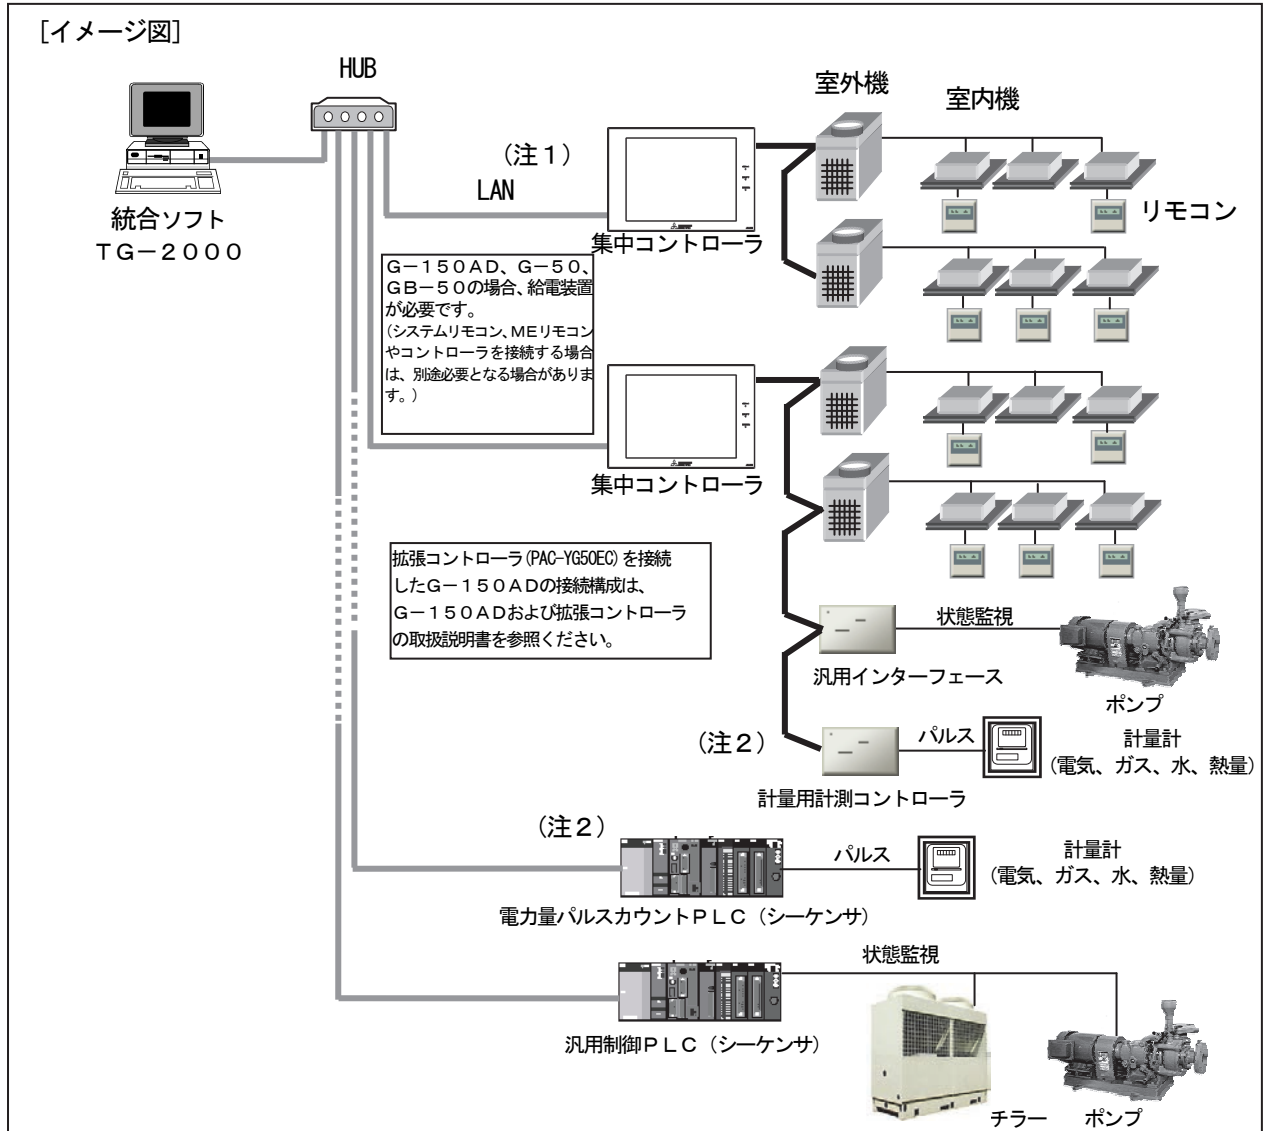 ［イメージ図］
HUB
室外機
室内機
（注１）
LAN
統合ソフト
ＴＧ－２０００
集中コントローラ
リモコン
Ｇ－１５０ＡＤ、Ｇ－５０、
ＧＢ－５０の場合、給電装置
が必要です。
（システムリモコン、ＭＥリモコン
やコントローラを接続する場合
は、別途必要となる場合がありま
す。）
集中コントローラ
拡張コントローラ(PAC-YG50EC)を接続
したＧ－１５０ＡＤの接続構成は、
Ｇ－１５０ＡＤおよび拡張コントローラ
の取扱説明書を参照ください。
状態監視
汎用インターフェース
ポンプ
（注２）
パルス
計量計
（電気、ガス、水、熱量）
計量用計測コントローラ
（注２）
パルス
計量計
（電気、ガス、水、熱量）
電力量パルスカウントＰＬＣ（シーケンサ）
状態監視
汎用制御ＰＬＣ（シーケンサ）
チラー
ポンプ